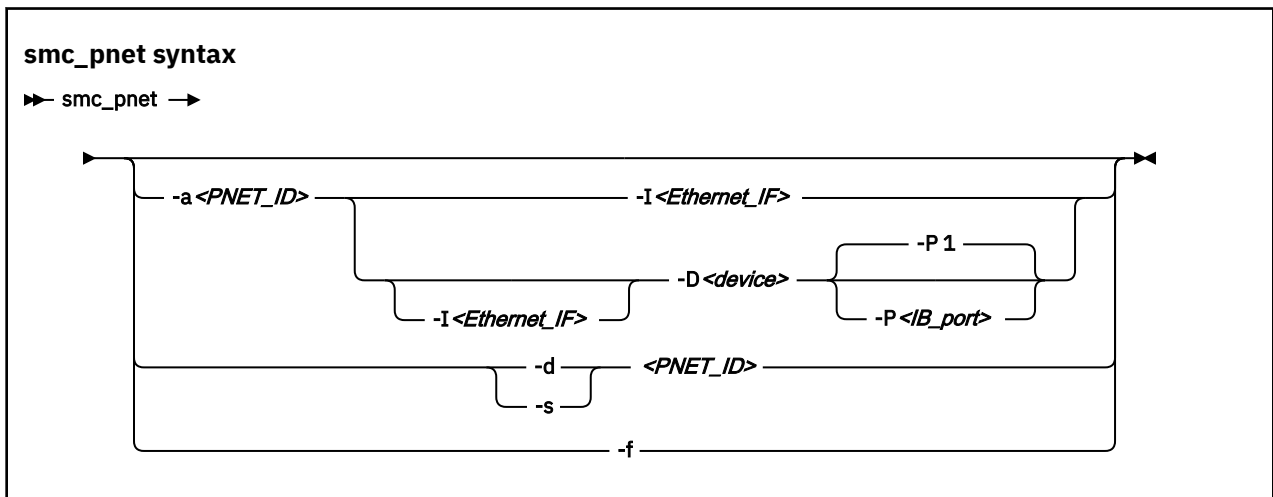 smc_pnet syntax
smc_pnet
-a <PNET_ID> -I <Ethernet_IF>
-P 1
-D <device>
-I <Ethernet_IF> -P <IB_port>
-d <PNET_ID>
-s
-f